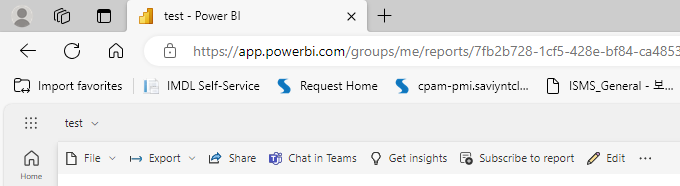 test - Power BI
https://app.powerbi.com/groups/me/reports/7fb2b728-1cf5-428e-bf84-ca4853
Import favorites IMDL Self-Service Request Home cpam-pmi.saviyntcl... ISMS_General - 보...
test
File Export Share Chat in Teams Get insights Subscribe to report Edit ...
Home